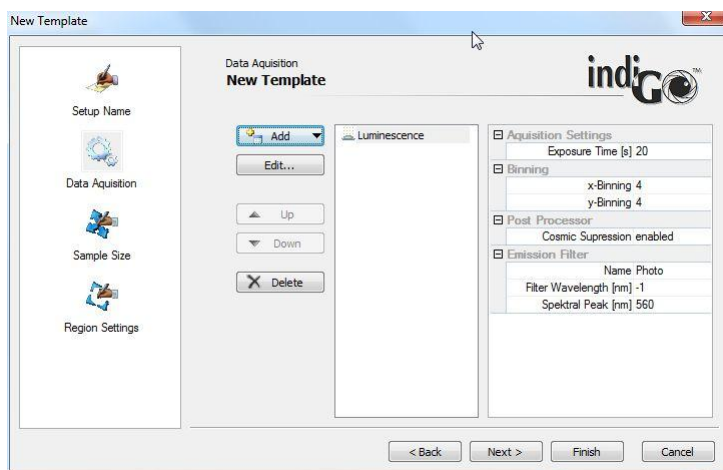 New Template
X
Setup Name
Data Aquisition
Sample Size
Region Settings
Data Aquisition
New Template
indiGO™
Add
Edit...
Up
Down
Delete
Luminescence
Aquisition Settings
Exposure Time [s] 20
Binning
x-Binning 4
y-Binning 4
Post Processor
Cosmic Supression enabled
Emission Filter
Name Photo
Filter Wavelength [nm] -1
Spektral Peak [nm] 560
< Back
Next >
Finish
Cancel